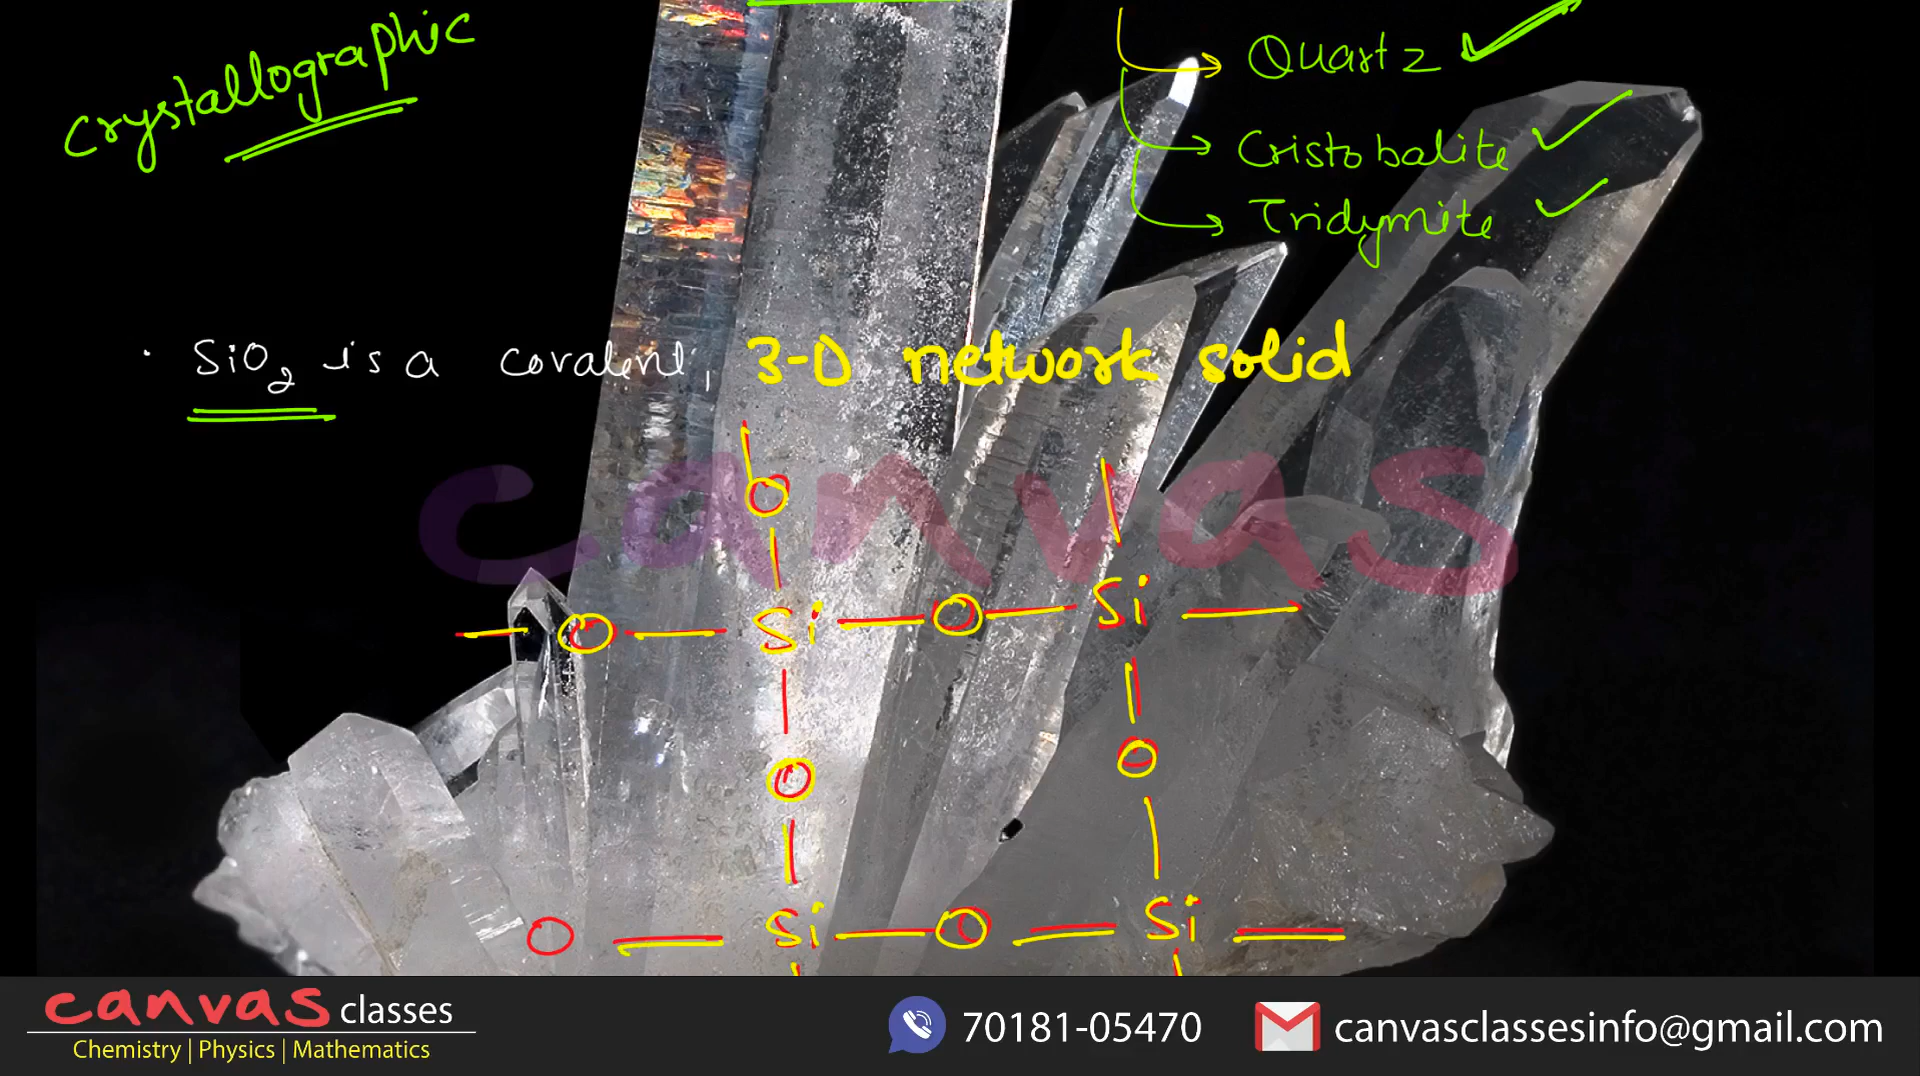 Crystallographic
Quartz
Cristobalite
Tridymite
· SiO₂ is a covalent, 3-D network solid
O
Si
O — Si — O — Si
O
O
O — Si — O — Si
canvas
canvas classes
Chemistry | Physics | Mathematics
70181-05470
canvasclassesinfo@gmail.com